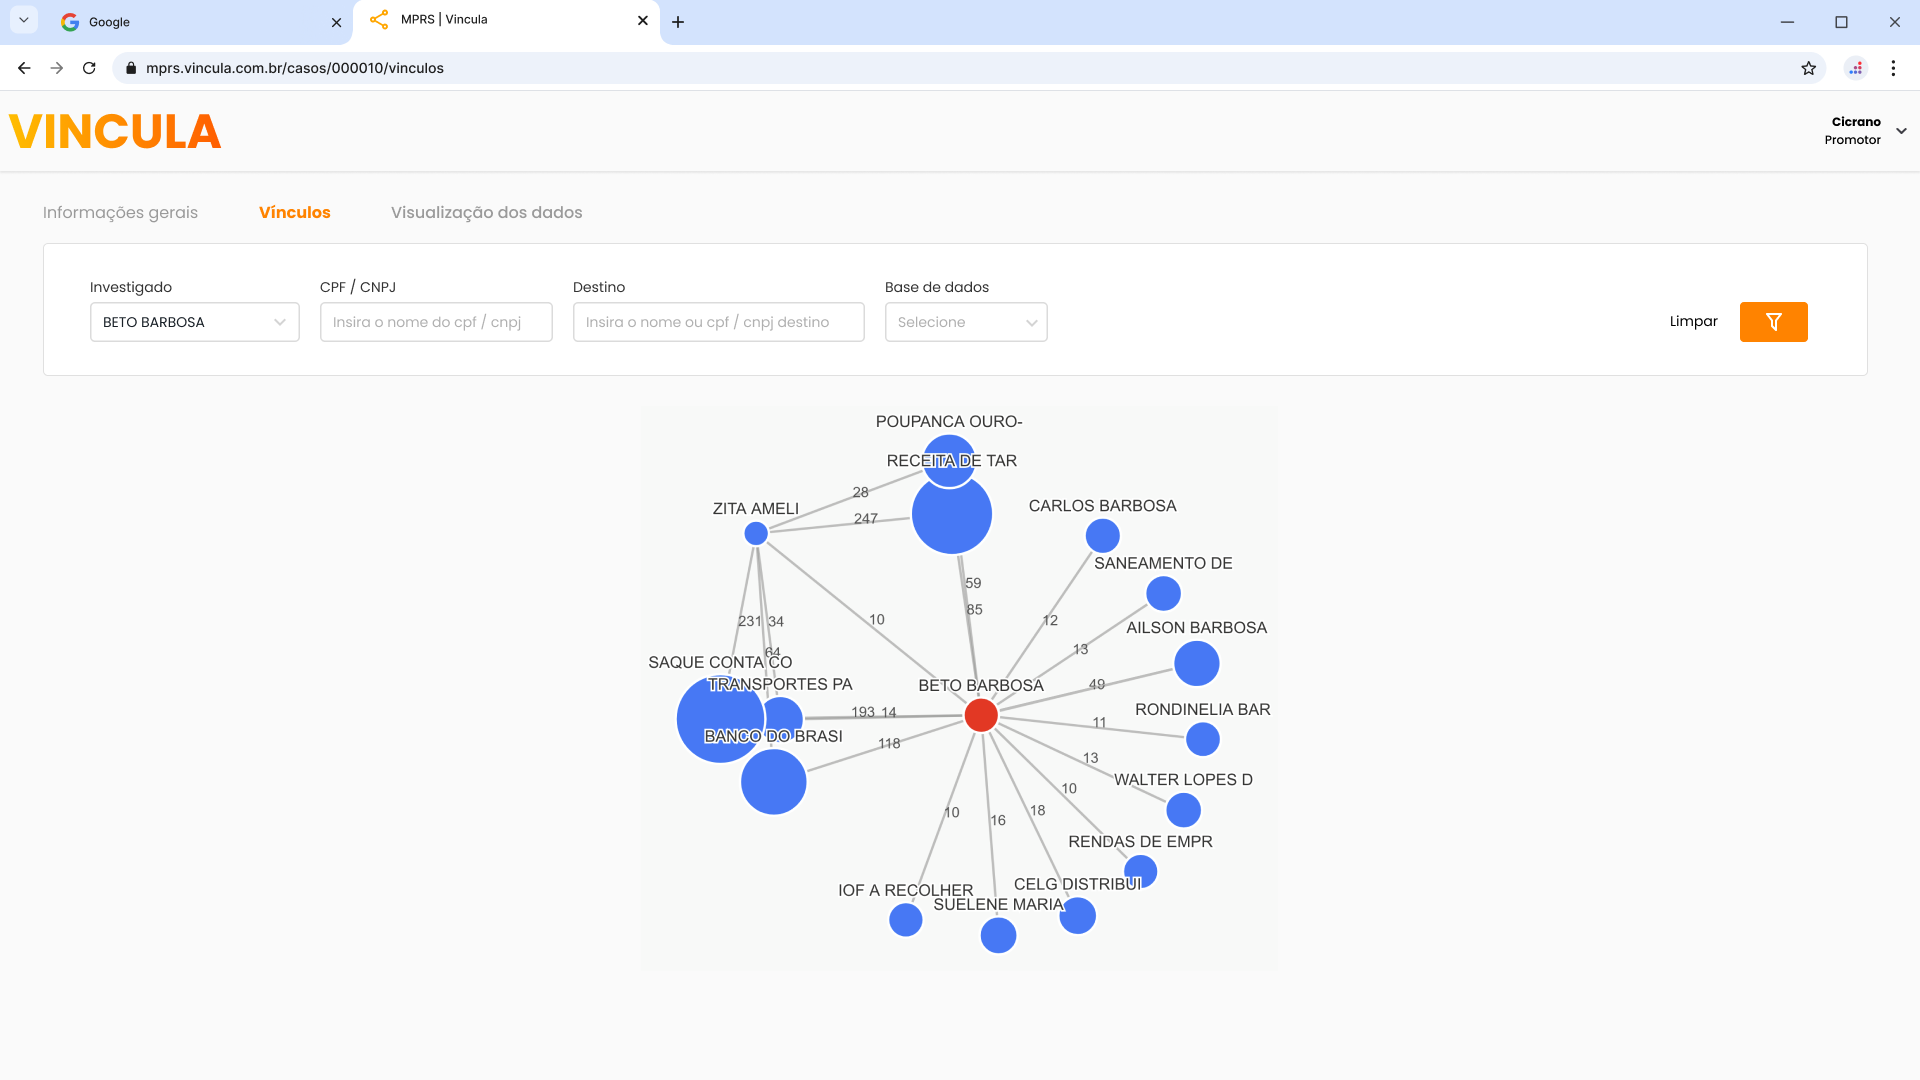 Google
MPRS | Vincula
mprs.vincula.com.br/casos/000010/vinculos
VINCULA
Cicrano
Promotor
Informações gerais
Vínculos
Visualização dos dados
Investigado
CPF / CNPJ
Destino
Base de dados
BETO BARBOSA
Insira o nome do cpf / cnpj
Insira o nome ou cpf / cnpj destino
Selecione
Limpar
POUPANCA OURO-
RECEITA DE TAR
28
ZITA AMELI
CARLOS BARBOSA
247
SANEAMENTO DE
59
85
10
12
231
34
AILSON BARBOSA
13
64
SAQUE CONTA CO
TRANSPORTES PA
BETO BARBOSA
49
RONDINELIA BAR
193
14
11
BANCO DO BRASI
118
13
WALTER LOPES D
10
10
16
18
RENDAS DE EMPR
IOF A RECOLHER
CELG DISTRIBUI
SUELENE MARIA